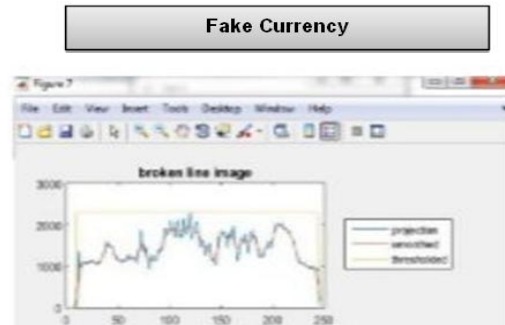 Fake Currency
Figure 7
File Edit View Insert Tools Desktop Window Help
broken line image
3000
2000
1000
0
0 50 100 150 200 250
projection
smoothed
thresholded